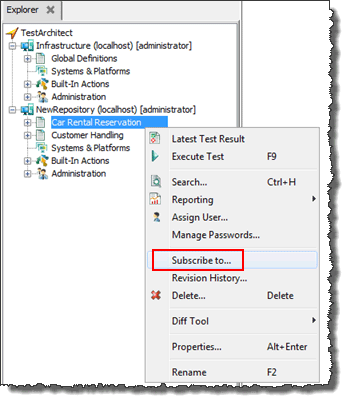 Explorer
TestArchitect
Infrastructure (localhost) [administrator]
Global Definitions
Systems & Platforms
Built-In Actions
Administration
NewRepository (localhost) [administrator]
Car Rental Reservation
Customer Handling
Systems & Platforms
Built-In Actions
Administration
Latest Test Result
Execute Test F9
Search... Ctrl+H
Reporting
Assign User...
Manage Passwords...
Subscribe to...
Revision History...
Delete... Delete
Diff Tool
Properties... Alt+Enter
Rename F2